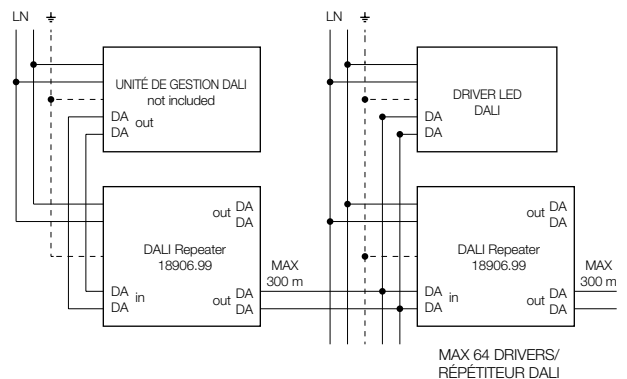 LN
LN
UNITÉ DE GESTION DALI
not included
DA
DA
out
DRIVER LED
DALI
DA
DA
out DA
DA
DALI Repeater
18906.99
DA
DA
in
out DA
DA
MAX
300 m
out DA
DA
DALI Repeater
18906.99
DA
DA
in
out DA
DA
MAX
300 m
MAX 64 DRIVERS/
RÉPÉTITEUR DALI